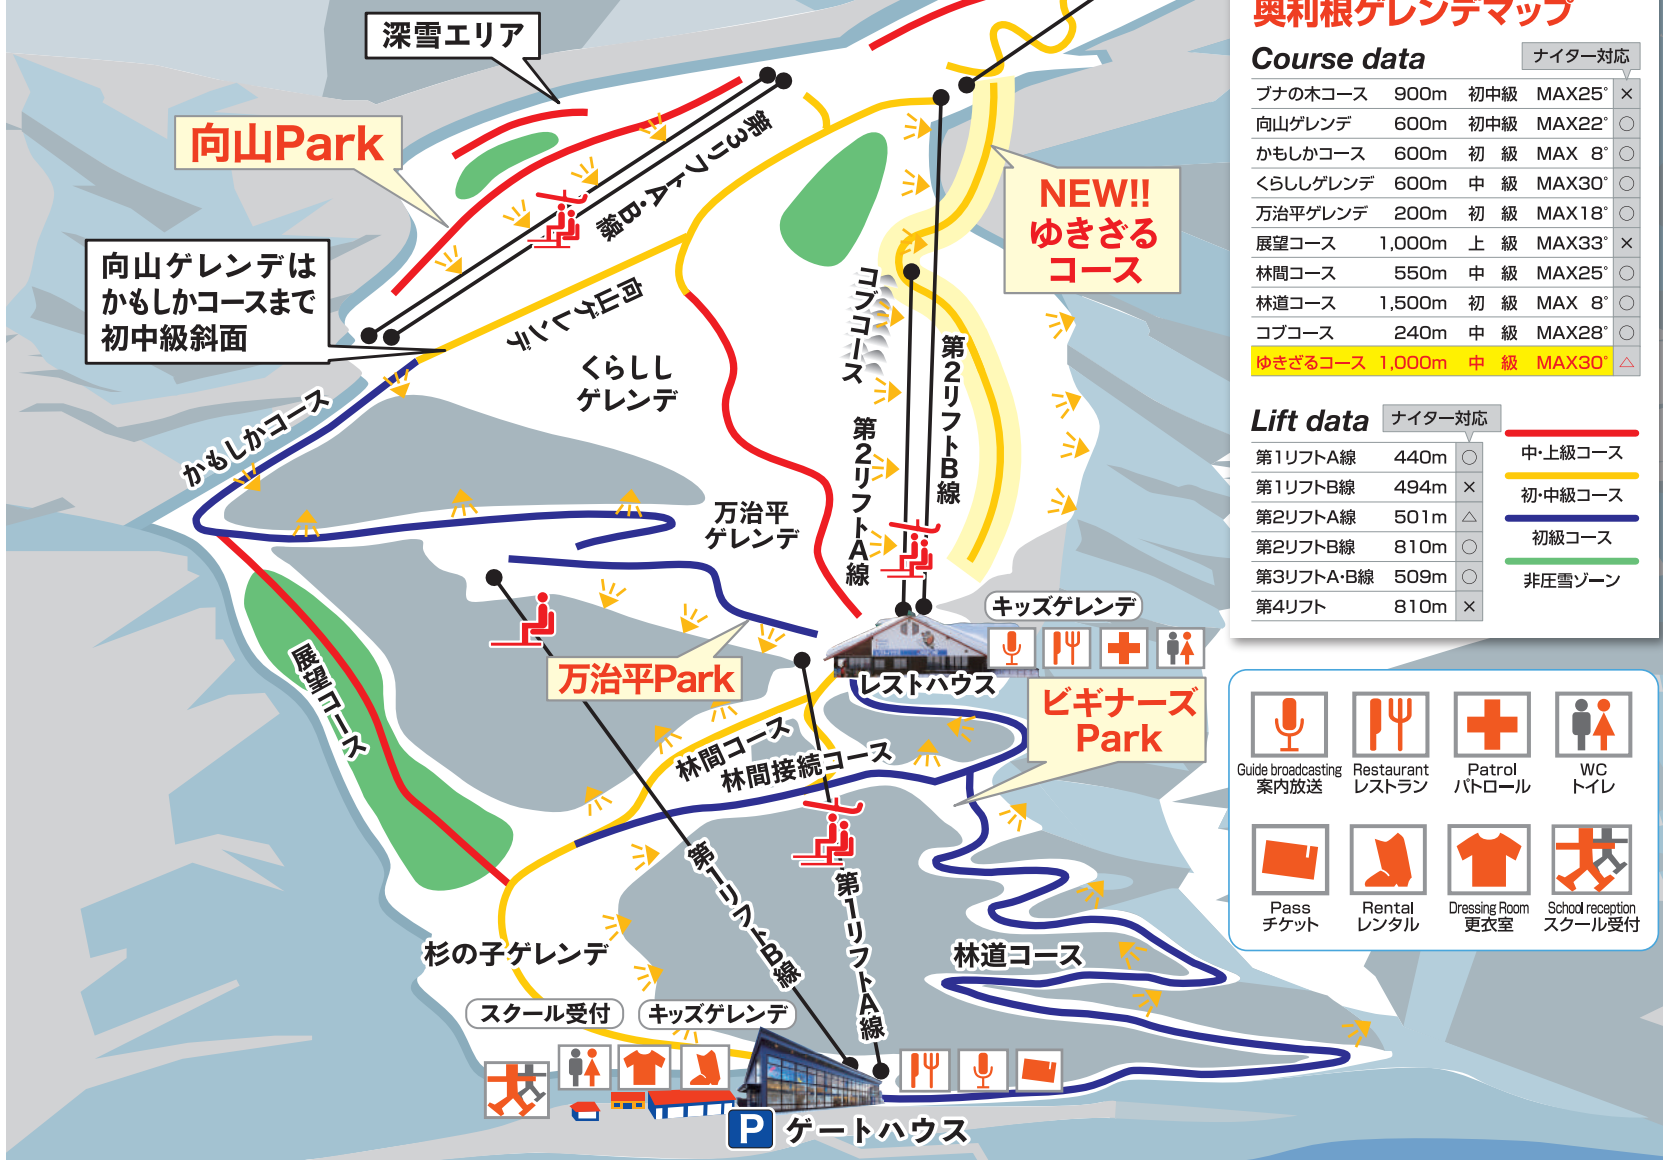 奥利根ゲレンデマップ
Course data
ナイター対応
ブナの木コース 900m 初中級 MAX25° ×
向山ゲレンデ 600m 初中級 MAX22° ○
かもしかコース 600m 初 級 MAX 8° ○
くらししゲレンデ 600m 中 級 MAX30° ○
万治平ゲレンデ 200m 初 級 MAX18° ○
展望コース 1,000m 上 級 MAX33° ×
林間コース 550m 中 級 MAX25° ○
林道コース 1,500m 初 級 MAX 8° ○
コブコース 240m 中 級 MAX28° ○
ゆきざるコース 1,000m 中 級 MAX30° △
Lift data
ナイター対応
第1リフトA線 440m ○
第1リフトB線 494m ×
第2リフトA線 501m △
第2リフトB線 810m ○
第3リフトA・B線 509m ○
第4リフト 810m ×
中・上級コース
初・中級コース
初級コース
非圧雪ゾーン
深雪エリア
向山Park
第3リフトA・B線
NEW!!
ゆきざる
コース
向山ゲレンデは
かもしかコースまで
初中級斜面
向山ゲレンデ
コブコース
くらしし
ゲレンデ
第2リフトB線
第2リフトA線
かもしかコース
万治平
ゲレンデ
キッズゲレンデ
万治平Park
レストハウス
ビギナーズ
Park
展望コース
林間コース
林間接続コース
第1リフトB線
第1リフトA線
杉の子ゲレンデ
林道コース
スクール受付
キッズゲレンデ
P
ゲートハウス
Guide broadcasting
案内放送
Restaurant
レストラン
Patrol
パトロール
WC
トイレ
Pass
チケット
Rental
レンタル
Dressing Room
更衣室
School reception
スクール受付